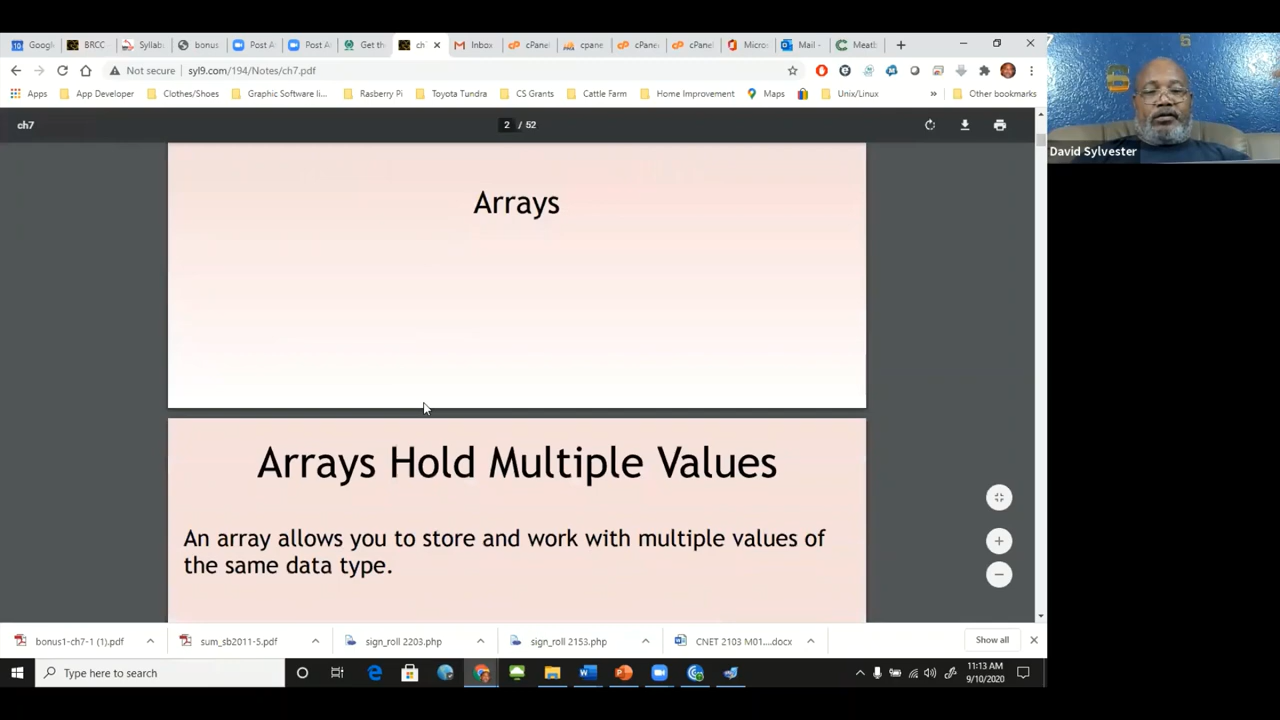 Googl
BRCC
Syllab
bonus
Post A
Post A
Get the
ch
Inbox
cPanel
cpane
cPane
cPanel
Micros
Mail -
Meatl
Not secure
syl9.com/194/Notes/ch7.pdf
Apps
App Developer
Clothes/Shoes
Graphic Software li...
Rasberry Pi
Toyota Tundra
CS Grants
Cattle Farm
Home Improvement
Maps
Unix/Linux
»
Other bookmarks
ch7
2 / 52
David Sylvester
Arrays
Arrays Hold Multiple Values
An array allows you to store and work with multiple values of
the same data type.
bonus1-ch7-1 (1).pdf
sum_sb2011-5.pdf
sign_roll 2203.php
sign_roll 2153.php
CNET 2103 M01....docx
Show all
Type here to search
11:13 AM
9/10/2020